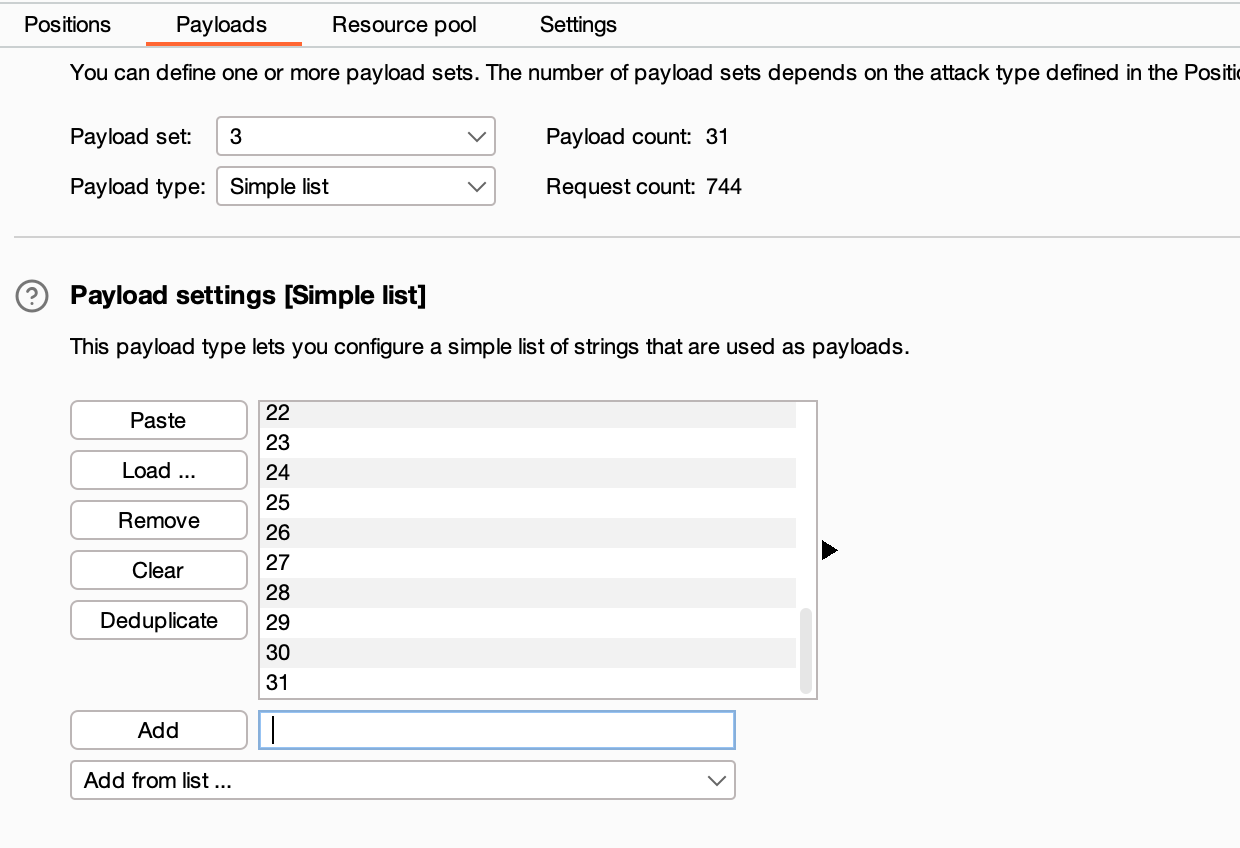 Positions Payloads Resource pool Settings
You can define one or more payload sets. The number of payload sets depends on the attack type defined in the
Payload set: 3 Payload count: 31
Payload type: Simple list Request count: 744
? Payload settings [Simple list]
This payload type lets you configure a simple list of strings that are used as payloads.
Paste
Load ...
Remove
Clear
Deduplicate
22
23
24
25
26
27
28
29
30
31
Add
Add from list ...